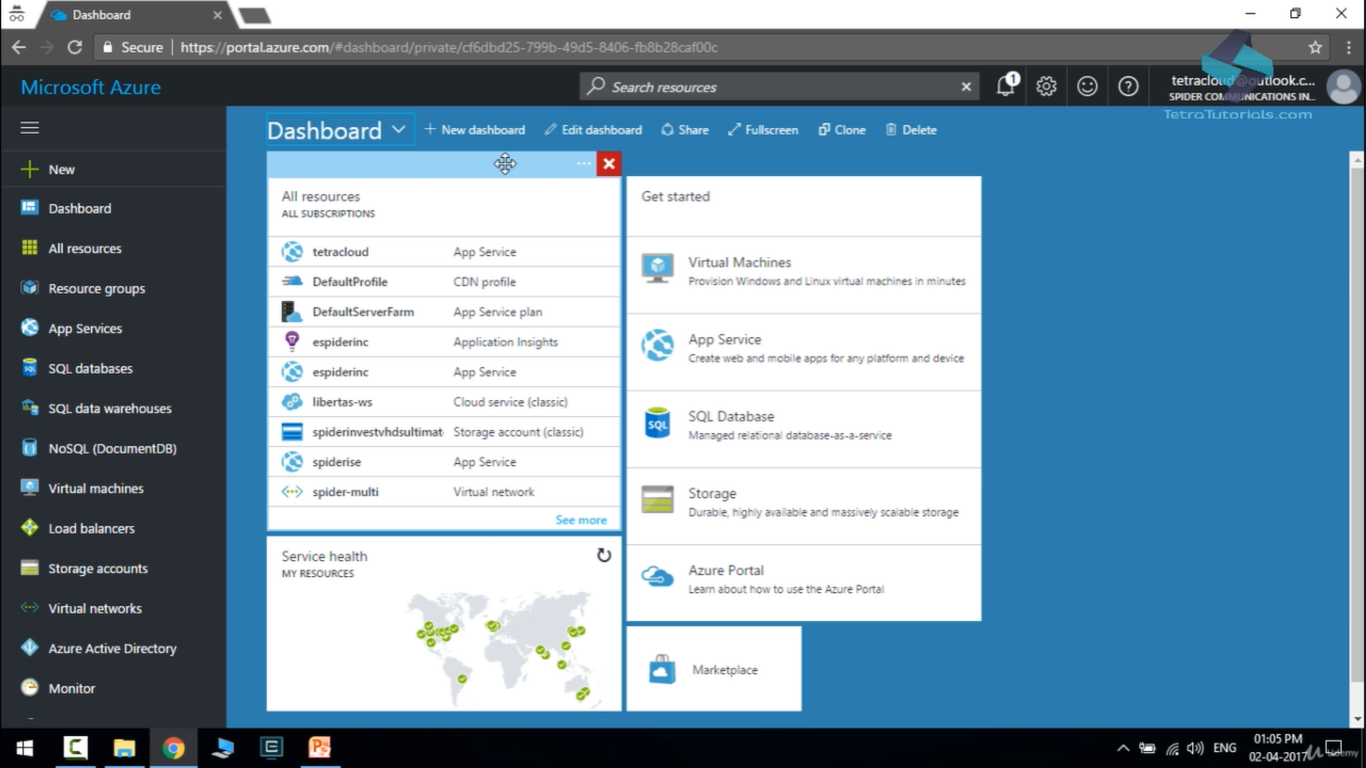 Dashboard
Secure
https://portal.azure.com/#dashboard/private/cf6dbd25-799b-49d5-8406-fb8b28caf00c
Microsoft Azure
Search resources
1
tetracloud@outlook.c...
SPIDER COMMUNICATIONS IN...
TetraTutorials.com
Dashboard
New dashboard
Edit dashboard
Share
Fullscreen
Clone
Delete
New
Dashboard
All resources
Resource groups
App Services
SQL databases
SQL data warehouses
NoSQL (DocumentDB)
Virtual machines
Load balancers
Storage accounts
Virtual networks
Azure Active Directory
Monitor
All resources
ALL SUBSCRIPTIONS
tetracloud App Service
DefaultProfile CDN profile
DefaultServerFarm App Service plan
espiderinc Application Insights
espiderinc App Service
libertas-ws Cloud service (classic)
spiderinvestvhdsultimat Storage account (classic)
spiderise App Service
spider-multi Virtual network
See more
Service health
MY RESOURCES
Get started
Virtual Machines
Provision Windows and Linux virtual machines in minutes
App Service
Create web and mobile apps for any platform and device
SQL
SQL Database
Managed relational database-as-a-service
Storage
Durable, highly available and massively scalable storage
Azure Portal
Learn about how to use the Azure Portal
Marketplace
ENG
01:05 PM
02-04-2017
Udemy